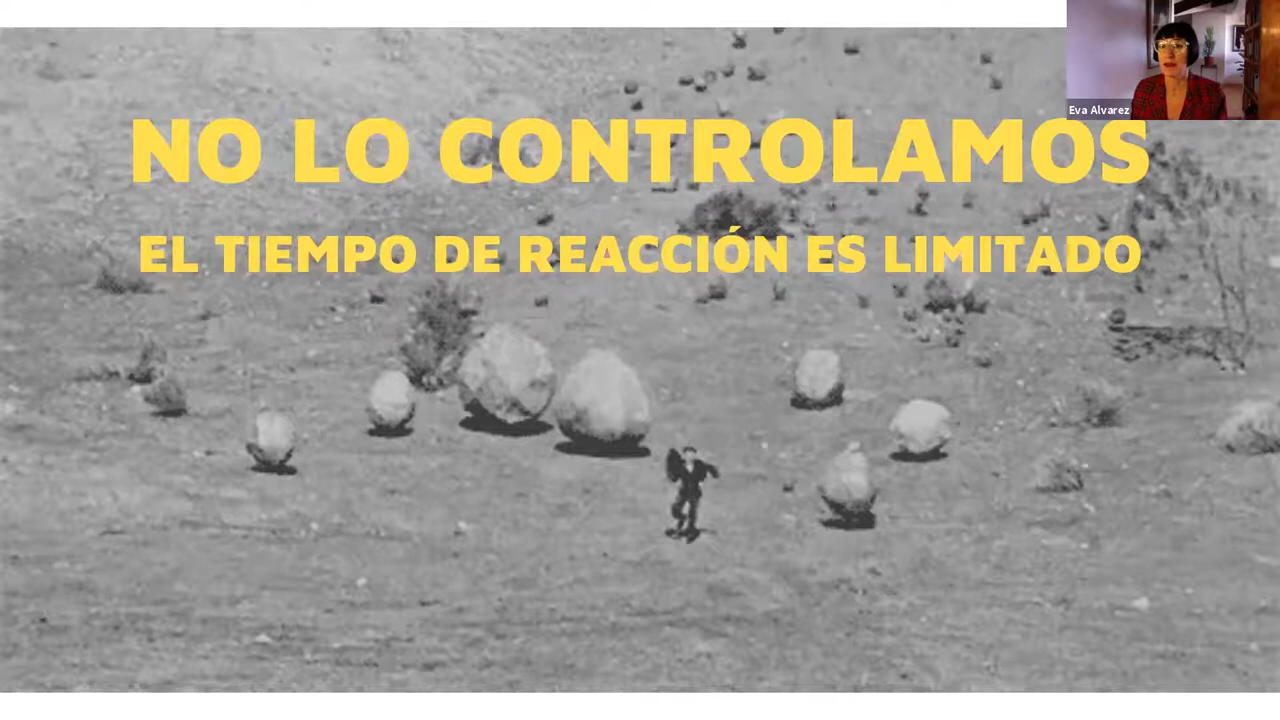 Eva Alvarez
NO LO CONTROLAMOS
EL TIEMPO DE REACCIÓN ES LIMITADO